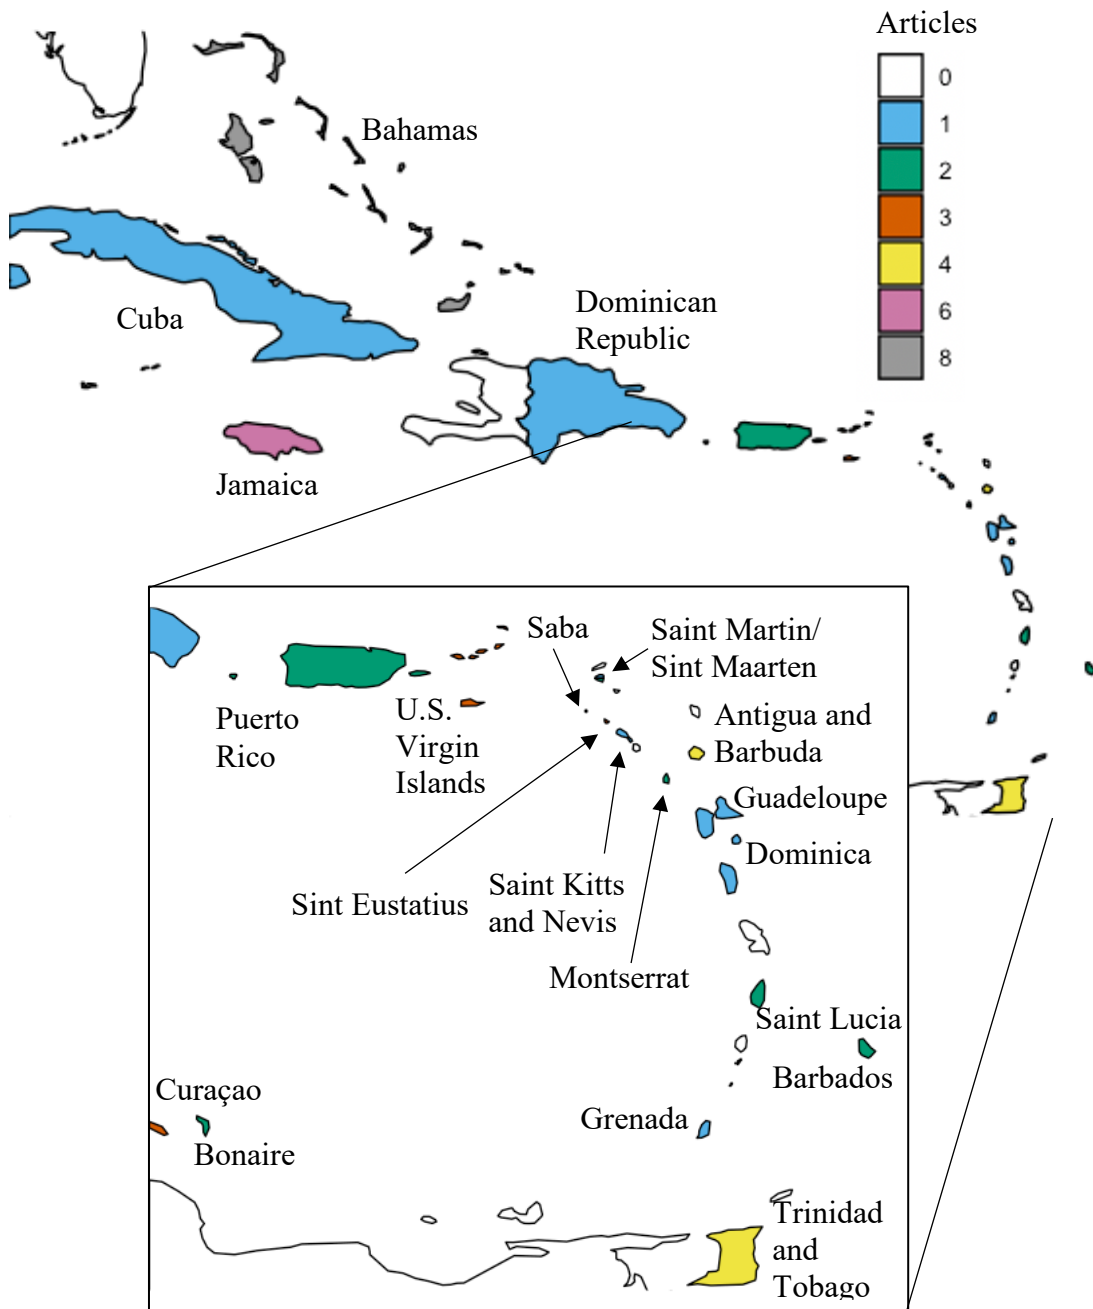 Articles
0
1
2
3
4
6
8
Bahamas
Cuba
Dominican
Republic
Jamaica
Saba
Saint Martin/
Sint Maarten
Puerto
Rico
U.S.
Virgin
Islands
Antigua and
Barbuda
Guadeloupe
Dominica
Sint Eustatius
Saint Kitts
and Nevis
Montserrat
Saint Lucia
Barbados
Curaçao
Bonaire
Grenada
Trinidad
and
Tobago